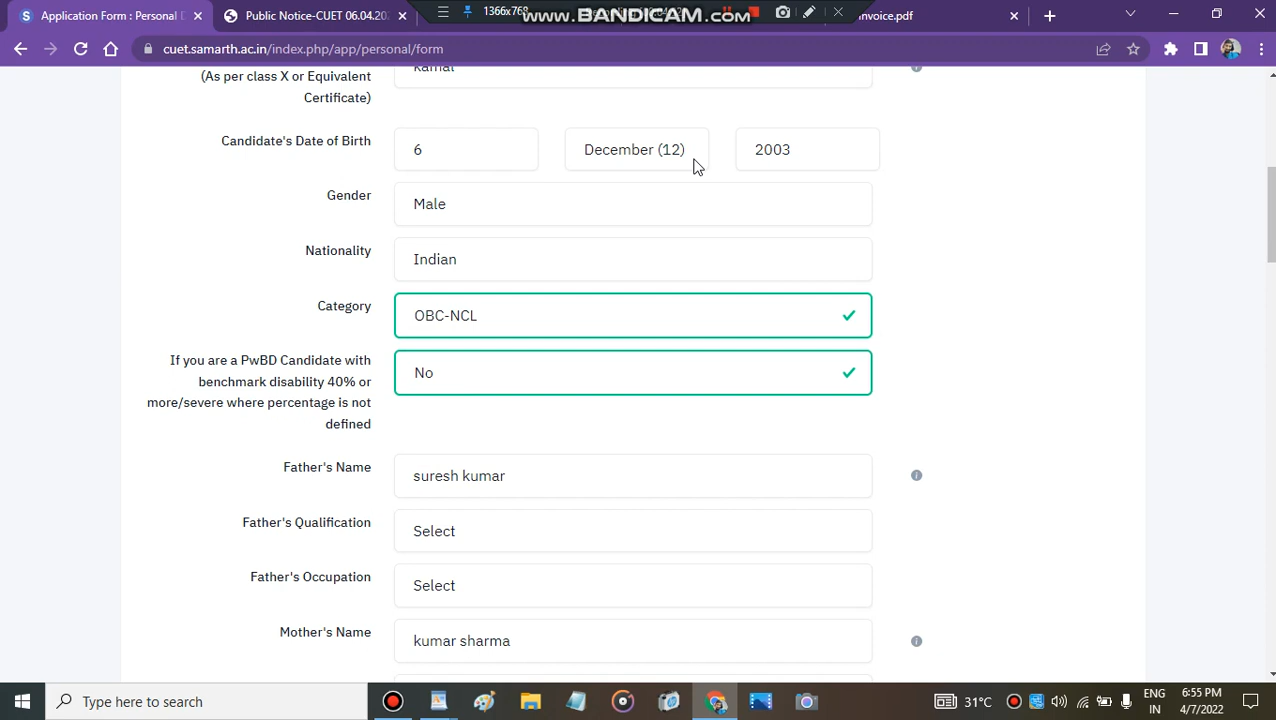 Application Form : Personal D
Public Notice-CUET 06.04.202
1366x768
www.BANDICAM.com
Invoice.pdf
cuet.samarth.ac.in/index.php/app/personal/form
kamal
(As per class X or Equivalent
Certificate)
Candidate's Date of Birth
6
December (12)
2003
Gender
Male
Nationality
Indian
Category
OBC-NCL
If you are a PwBD Candidate with
benchmark disability 40% or
more/severe where percentage is not
defined
No
Father's Name
suresh kumar
Father's Qualification
Select
Father's Occupation
Select
Mother's Name
kumar sharma
Type here to search
31°C
ENG
IN
6:55 PM
4/7/2022